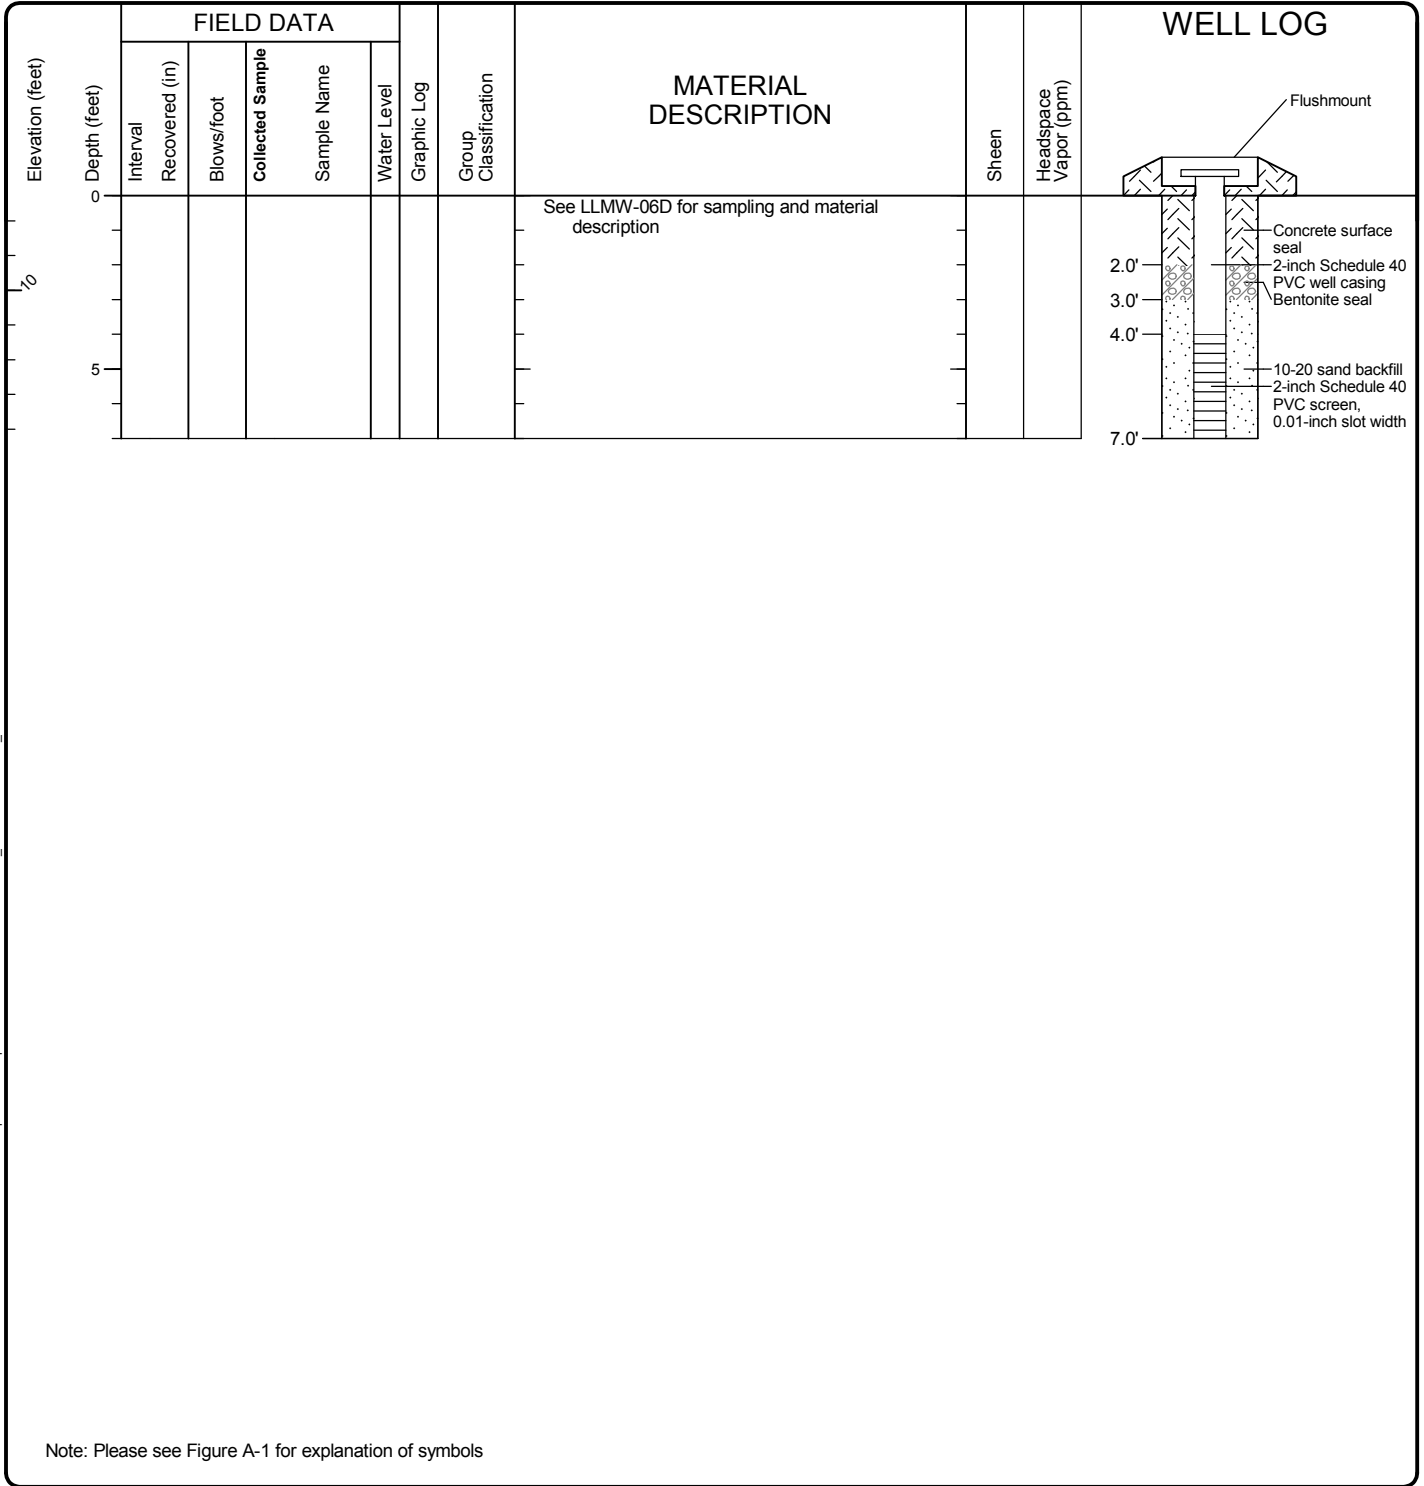 FIELD DATA
WELL LOG
Elevation (feet)
Depth (feet)
Interval
Recovered (in)
Blows/foot
Collected Sample
Sample Name
Water Level
Graphic Log
Group
Classification
MATERIAL
DESCRIPTION
Sheen
Headspace
Vapor (ppm)
Flushmount
0
See LLMW-06D for sampling and material
description
10
5
2.0'
3.0'
4.0'
7.0'
Concrete surface
seal
2-inch Schedule 40
PVC well casing
Bentonite seal
10-20 sand backfill
2-inch Schedule 40
PVC screen,
0.01-inch slot width
Note: Please see Figure A-1 for explanation of symbols